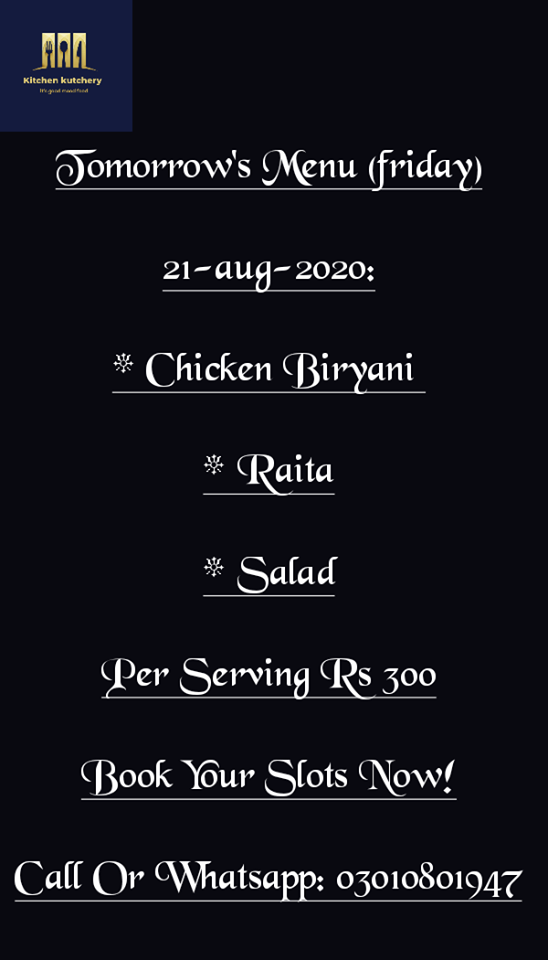 Kitchen kutchery
It's good mood food
Tomorrow's Menu (friday)
21-aug-2020:
* Chicken Biryani
* Raita
* Salad
Per Serving Rs 300
Book Your Slots Now!
Call Or Whatsapp: 03010801947